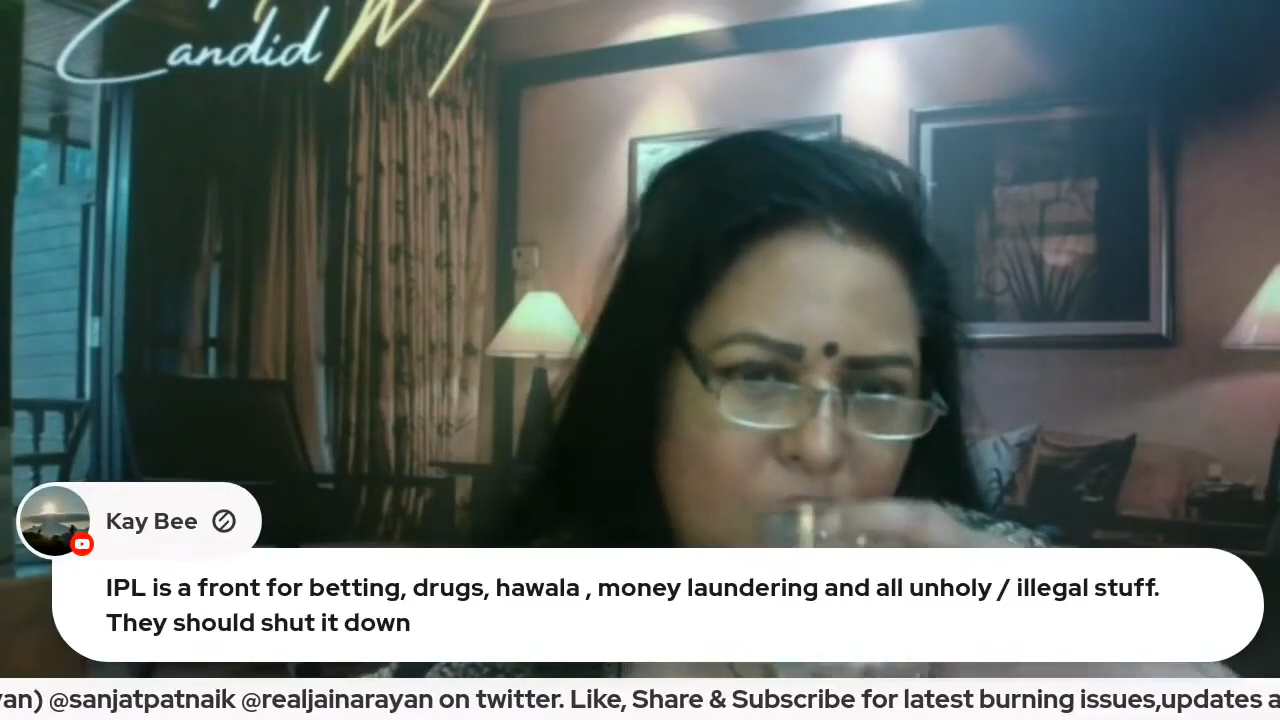 Candid
Kay Bee
IPL is a front for betting, drugs, hawala , money laundering and all unholy / illegal stuff.
They should shut it down
yan) @sanjatpatnaik @realjainarayan on twitter. Like, Share & Subscribe for latest burning issues,updates a